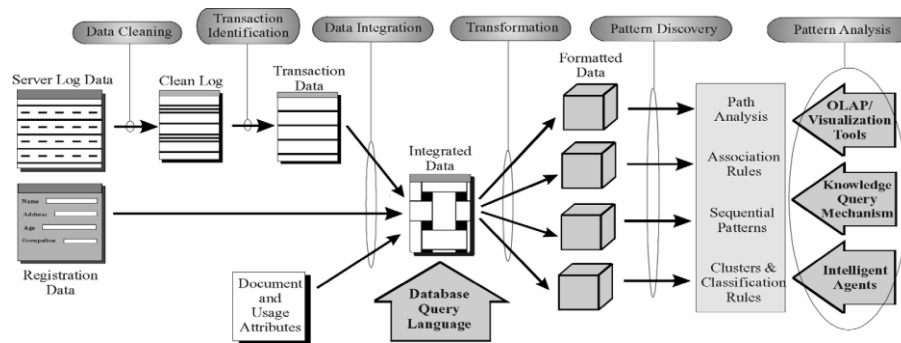 Data Cleaning
Transaction
Identification
Data Integration
Transformation
Pattern Discovery
Pattern Analysis
Server Log Data
Clean Log
Transaction
Data
Formatted
Data
Integrated
Data
Path
Analysis
Association
Rules
Sequential
Patterns
Clusters &
Classification
Rules
OLAP/
Visualization
Tools
Knowledge
Query
Mechanism
Intelligent
Agents
Name
Address
Age
Occupation
Registration
Data
Document
and
Usage
Attributes
Database
Query
Language